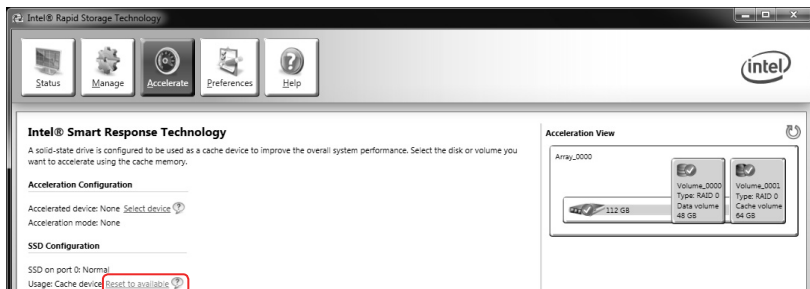 Intel® Rapid Storage Technology
Status
Manage
Accelerate
Preferences
Help
intel
Intel® Smart Response Technology
A solid-state drive is configured to be used as a cache device to improve the overall system performance. Select the disk or volume you
want to accelerate using the cache memory.
Acceleration Configuration
Accelerated device: None Select device ?
Acceleration mode: None
SSD Configuration
SSD on port 0: Normal
Usage: Cache device Reset to available ?
Acceleration View
Array_0000
112 GB
Volume_0000
Type: RAID 0
Data volume
48 GB
Volume_0001
Type: RAID 0
Cache volume
64 GB